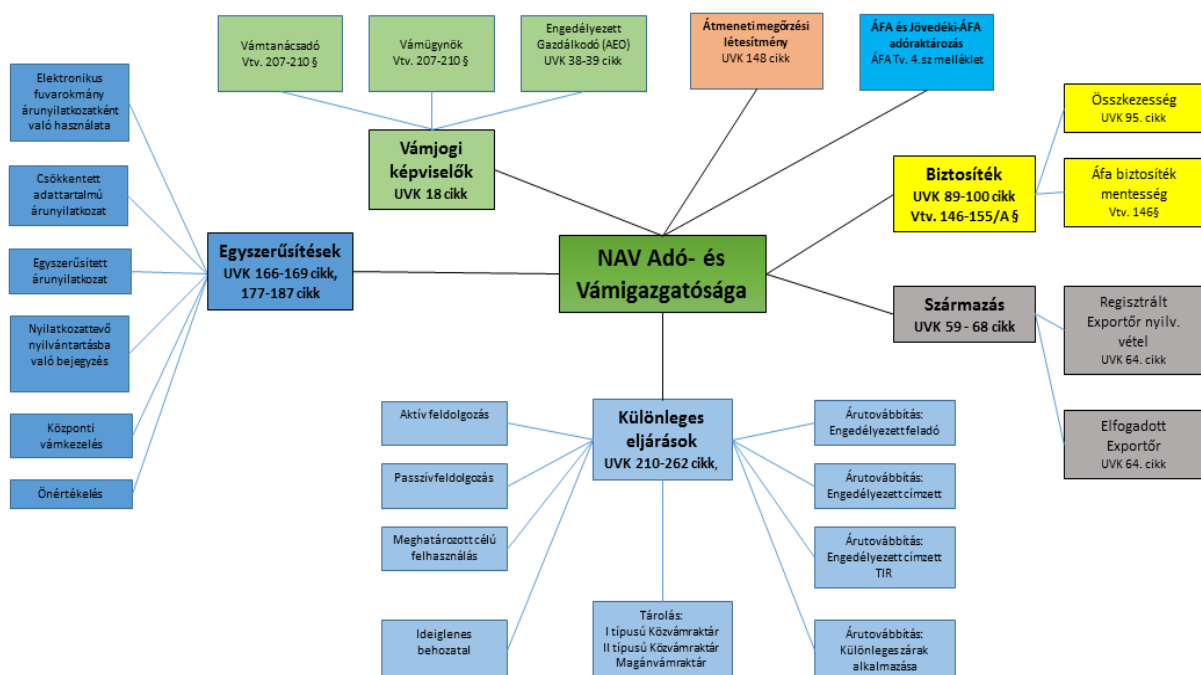 Vámtanácsadó
Vtv. 207-210 §
Vámügynök
Vtv. 207-210 §
Engedélyezett
Gazdálkodó (AEO)
UVK 38-39 cikk
Átmeneti megőrzési
létesítmény
UVK 148 cikk
ÁFA és Jövedéki-ÁFA
adóraktározás
ÁFA Tv. 4.sz melléklet
Elektronikus
fuvarokmány
árunyilatkozatként
való használata
Csökkentett
adattartalmú
árunyilatkozat
Egyszerűsített
árunyilatkozat
Nyilatkozattevő
nyilvántartásba
való bejegyzés
Központi
vámkezelés
Önértékelés
Vámjogi
képviselők
UVK 18 cikk
Egyszerűsítések
UVK 166-169 cikk,
177-187 cikk
NAV Adó- és
Vámigazgatósága
Biztosíték
UVK 89-100 cikk
Vtv. 146-155/A §
Összkezesség
UVK 95. cikk
Áfa biztosíték
mentesség
Vtv. 146§
Származás
UVK 59 - 68 cikk
Regisztrált
Exportőr nyilv.
vétel
UVK 64. cikk
Elfogadott
Exportőr
UVK 64. cikk
Különleges
eljárások
UVK 210-262 cikk,
Aktív feldolgozás
Passzív feldolgozás
Meghatározott célú
felhasználás
Ideiglenes
behozatal
Tárolás:
I típusú Közvámraktár
II típusú Közvámraktár
Magánvámraktár
Árutovábbítás:
Engedélyezett feladó
Árutovábbítás:
Engedélyezett címzett
Árutovábbítás:
Engedélyezett címzett
TIR
Árutovábbítás:
Különleges zárak
alkalmazása